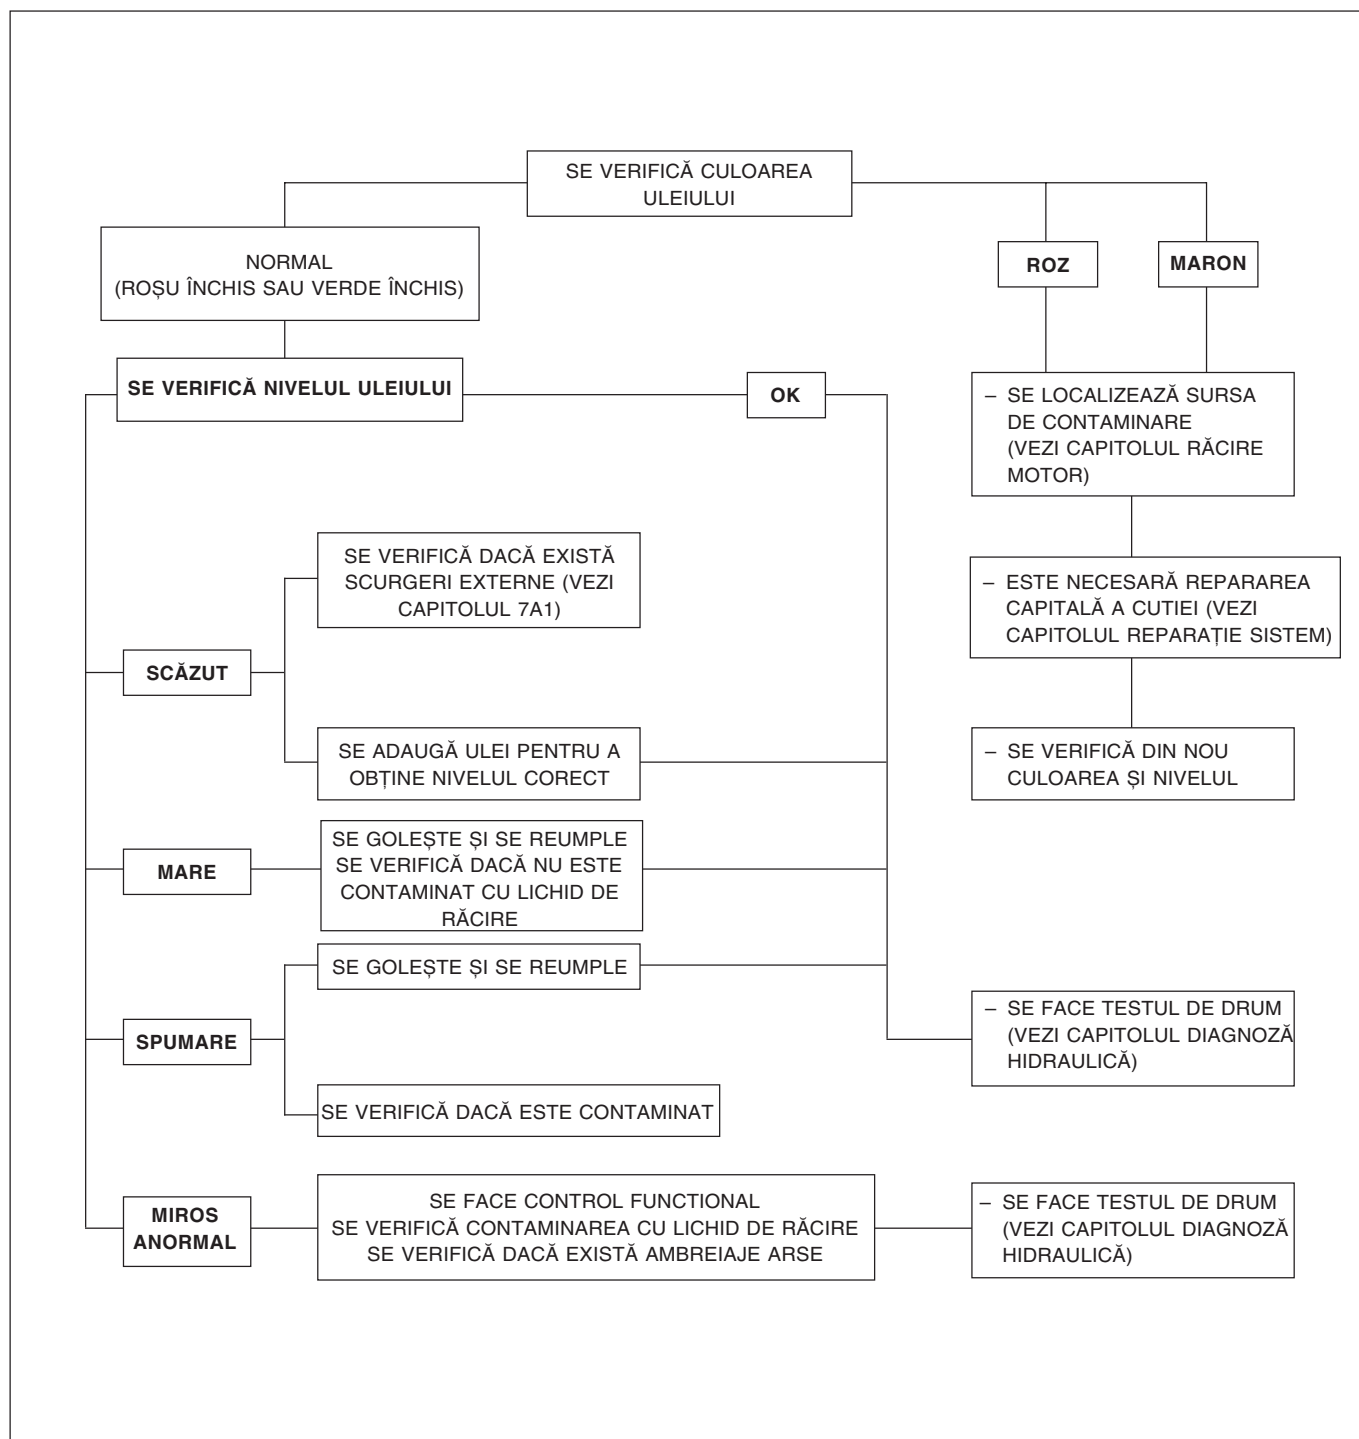 SE VERIFICĂ CULOAREA
ULEIULUI
NORMAL
(ROȘU ÎNCHIS SAU VERDE ÎNCHIS)
ROZ
MARON
SE VERIFICĂ NIVELUL ULEIULUI
OK
– SE LOCALIZEAZĂ SURSA
DE CONTAMINARE
(VEZI CAPITOLUL RĂCIRE
MOTOR)
SE VERIFICĂ DACĂ EXISTĂ
SCURGERI EXTERNE (VEZI
CAPITOLUL 7A1)
– ESTE NECESARĂ REPARAREA
CAPITALĂ A CUTIEI (VEZI
CAPITOLUL REPARAȚIE SISTEM)
SCĂZUT
SE ADAUGĂ ULEI PENTRU A
OBȚINE NIVELUL CORECT
– SE VERIFICĂ DIN NOU
CULOAREA ȘI NIVELUL
MARE
SE GOLEȘTE ȘI SE REUMPLE
SE VERIFICĂ DACĂ NU ESTE
CONTAMINAT CU LICHID DE
RĂCIRE
SE GOLEȘTE ȘI SE REUMPLE
SPUMARE
– SE FACE TESTUL DE DRUM
(VEZI CAPITOLUL DIAGNOZĂ
HIDRAULICĂ)
SE VERIFICĂ DACĂ ESTE CONTAMINAT
MIROS
ANORMAL
SE FACE CONTROL FUNCTIONAL
SE VERIFICĂ CONTAMINAREA CU LICHID DE RĂCIRE
SE VERIFICĂ DACĂ EXISTĂ AMBREIAJE ARSE
– SE FACE TESTUL DE DRUM
(VEZI CAPITOLUL DIAGNOZĂ
HIDRAULICĂ)